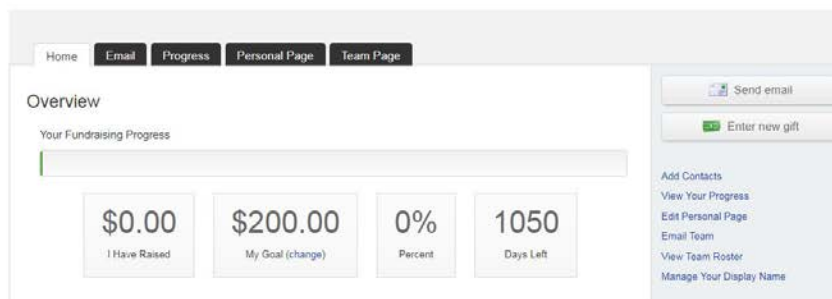 Home Email Progress Personal Page Team Page
Overview
Your Fundraising Progress
$0.00 $200.00 0% 1050
I Have Raised My Goal (change) Percent Days Left
Send email
Enter new gift
Add Contacts
View Your Progress
Edit Personal Page
Email Team
View Team Roster
Manage Your Display Name